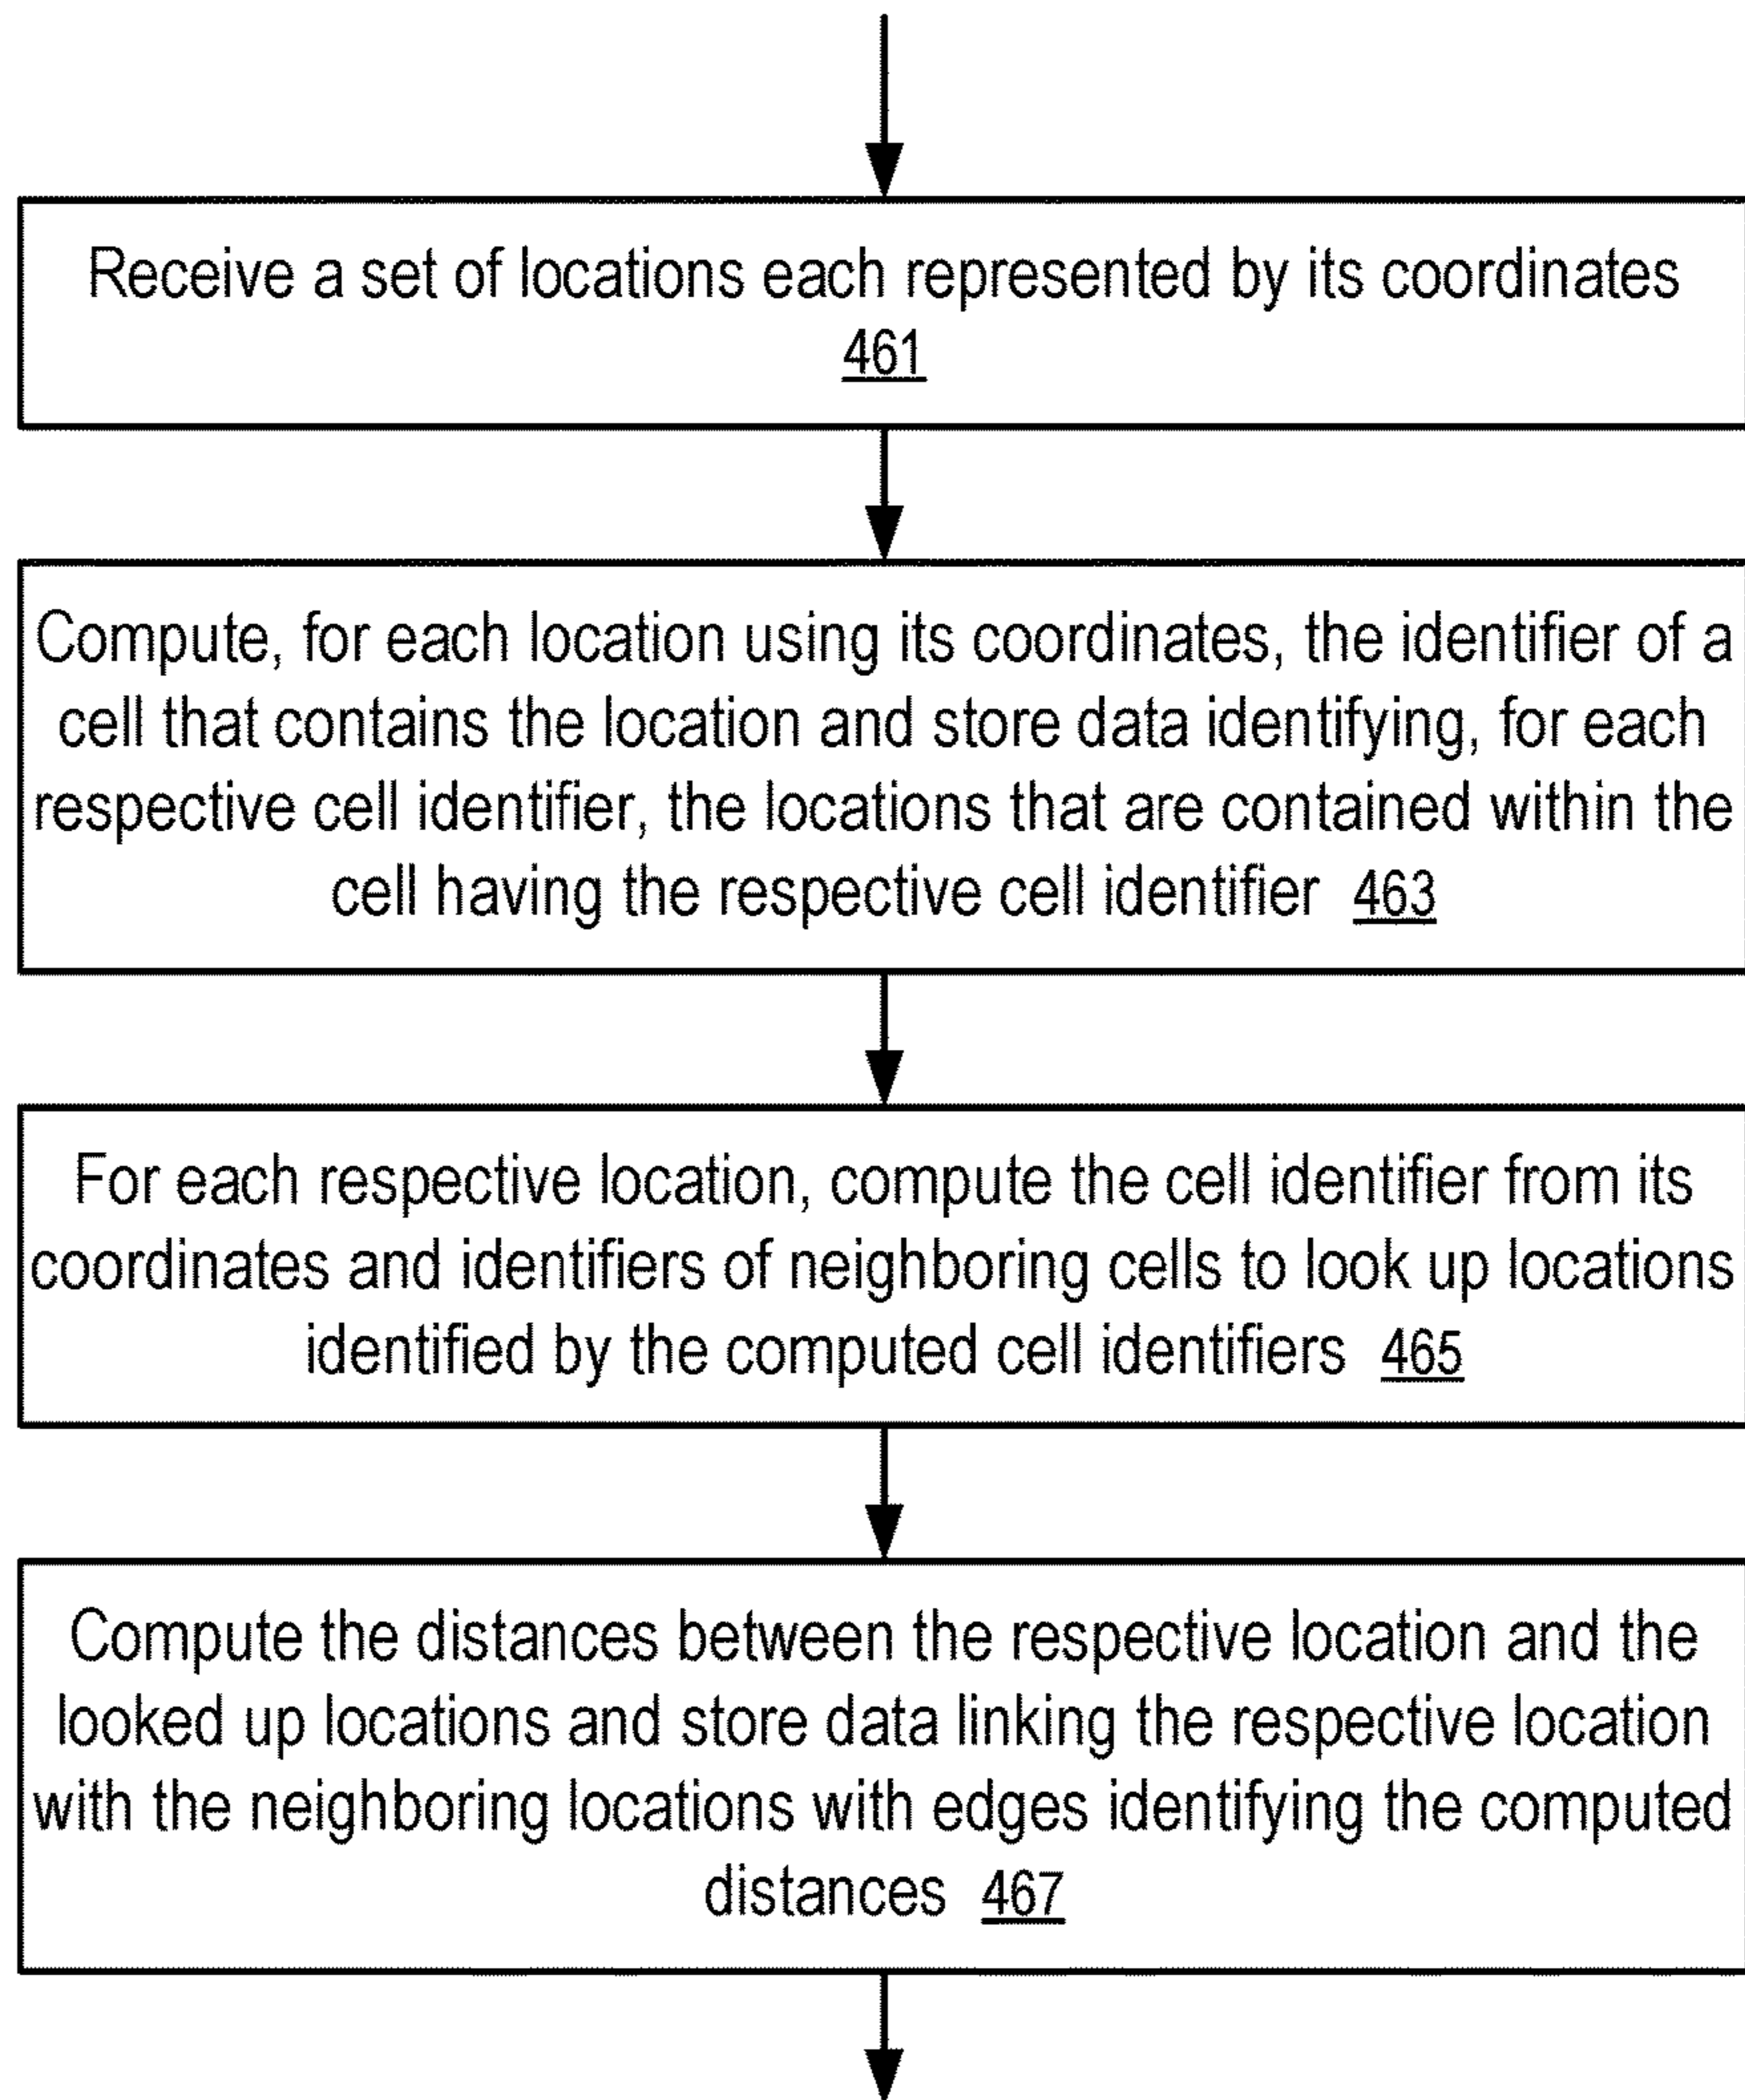 Receive a set of locations each represented by its coordinates
461
Compute, for each location using its coordinates, the identifier of a
cell that contains the location and store data identifying, for each
respective cell identifier, the locations that are contained within the
cell having the respective cell identifier 463
For each respective location, compute the cell identifier from its
coordinates and identifiers of neighboring cells to look up locations
identified by the computed cell identifiers 465
Compute the distances between the respective location and the
looked up locations and store data linking the respective location
with the neighboring locations with edges identifying the computed
distances 467